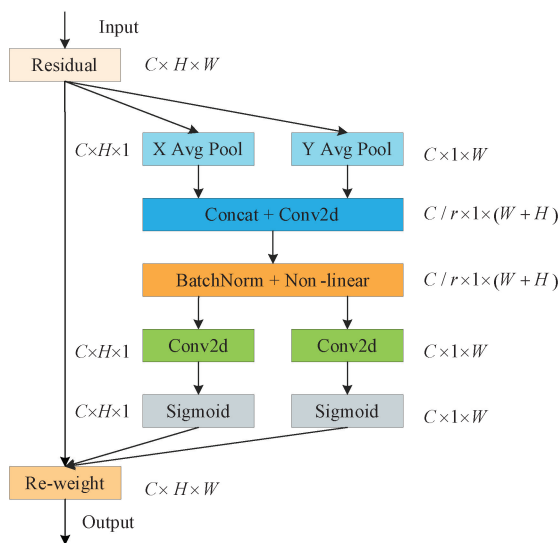 Input
Residual
C×H×W
C×H×1
X Avg Pool
Y Avg Pool
C×1×W
Concat + Conv2d
C/r×1×(W+H)
BatchNorm + Non-linear
C/r×1×(W+H)
C×H×1
Conv2d
Conv2d
C×1×W
C×H×1
Sigmoid
Sigmoid
C×1×W
Re-weight
C×H×W
Output